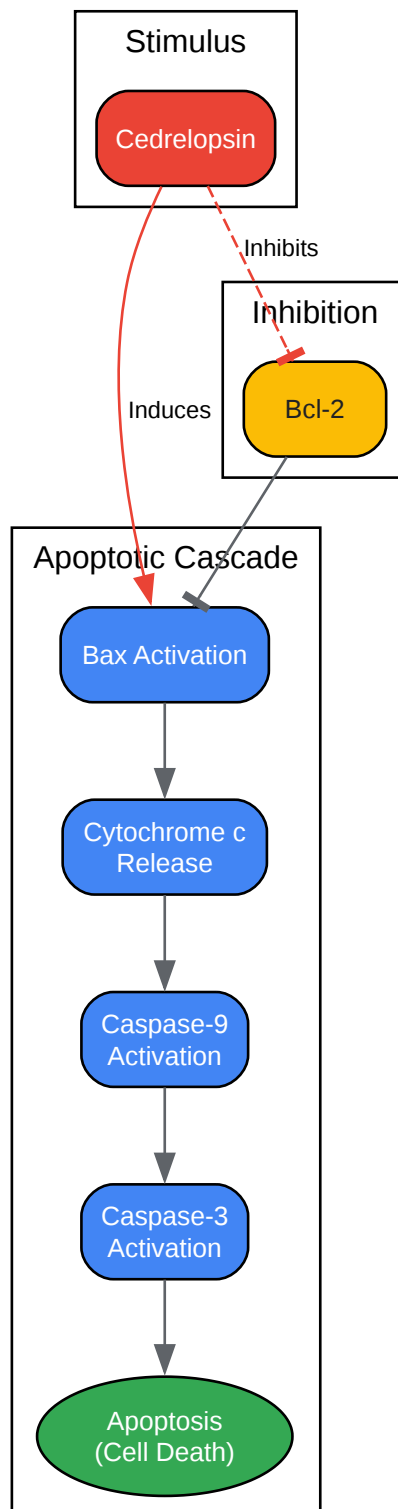 Stimulus
Cedrelopsin
Inhibits
Inhibition
Bcl-2
Induces
Apoptotic Cascade
Bax Activation
Cytochrome c
Release
Caspase-9
Activation
Caspase-3
Activation
Apoptosis
(Cell Death)